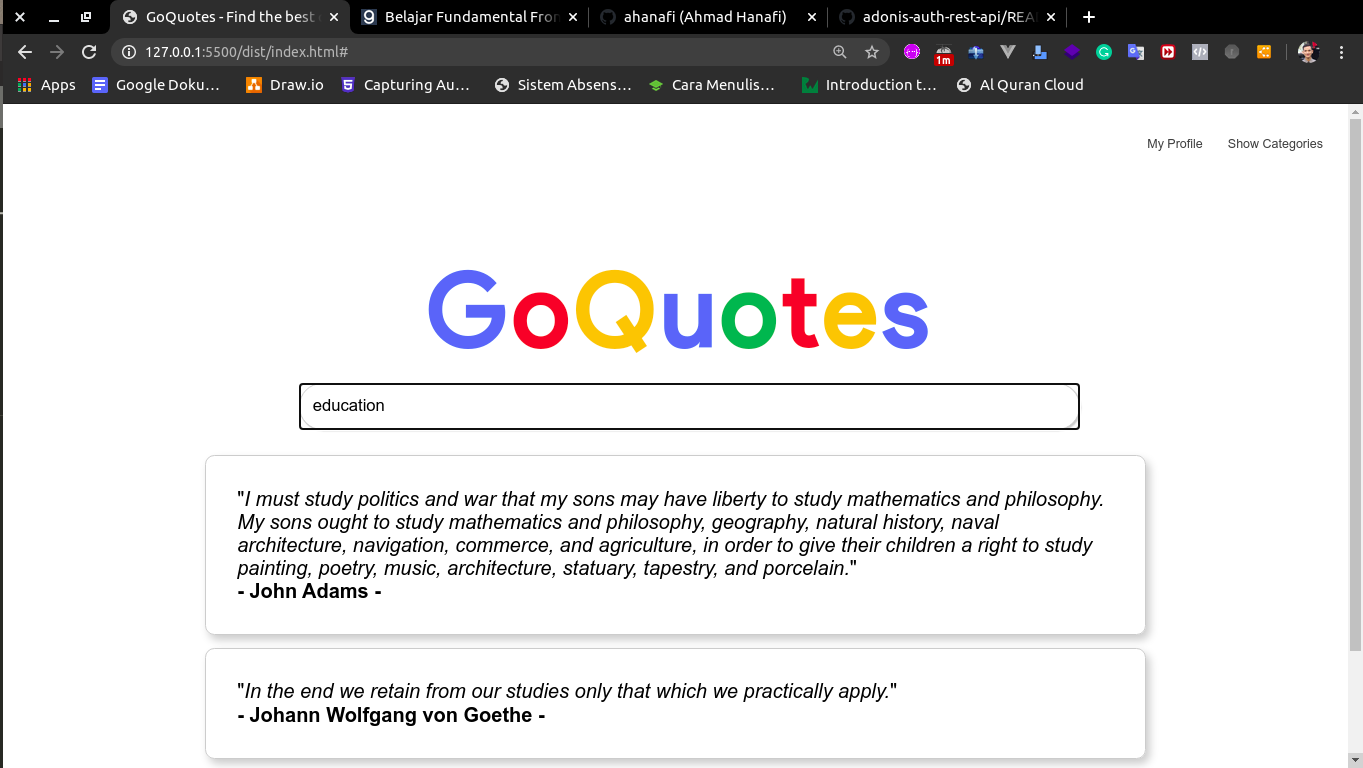 GoQuotes - Find the best
Belajar Fundamental Fron
ahanafi (Ahmad Hanafi)
adonis-auth-rest-api/REA
127.0.0.1:5500/dist/index.html#
1m
Apps
Google Doku…
Draw.io
Capturing Au…
Sistem Absens…
Cara Menulis…
Introduction t…
Al Quran Cloud
My Profile
Show Categories
GoQuotes
education
"I must study politics and war that my sons may have liberty to study mathematics and philosophy.
My sons ought to study mathematics and philosophy, geography, natural history, naval
architecture, navigation, commerce, and agriculture, in order to give their children a right to study
painting, poetry, music, architecture, statuary, tapestry, and porcelain."
- John Adams -
"In the end we retain from our studies only that which we practically apply."
- Johann Wolfgang von Goethe -